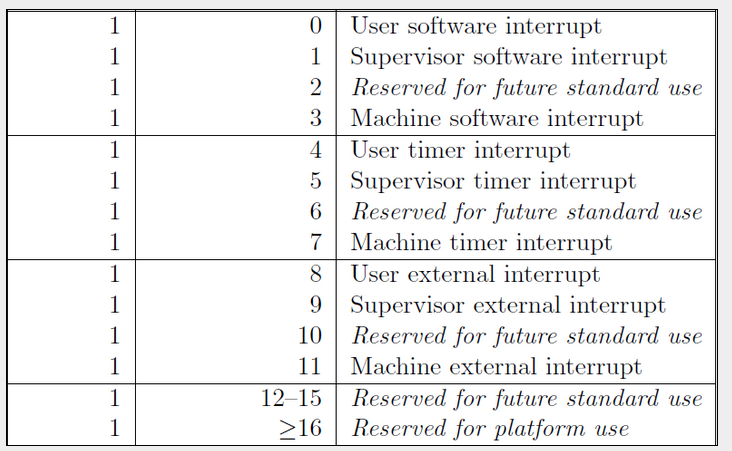 1 0 User software interrupt
1 1 Supervisor software interrupt
1 2 Reserved for future standard use
1 3 Machine software interrupt
1 4 User timer interrupt
1 5 Supervisor timer interrupt
1 6 Reserved for future standard use
1 7 Machine timer interrupt
1 8 User external interrupt
1 9 Supervisor external interrupt
1 10 Reserved for future standard use
1 11 Machine external interrupt
1 12–15 Reserved for future standard use
1 ≥16 Reserved for platform use